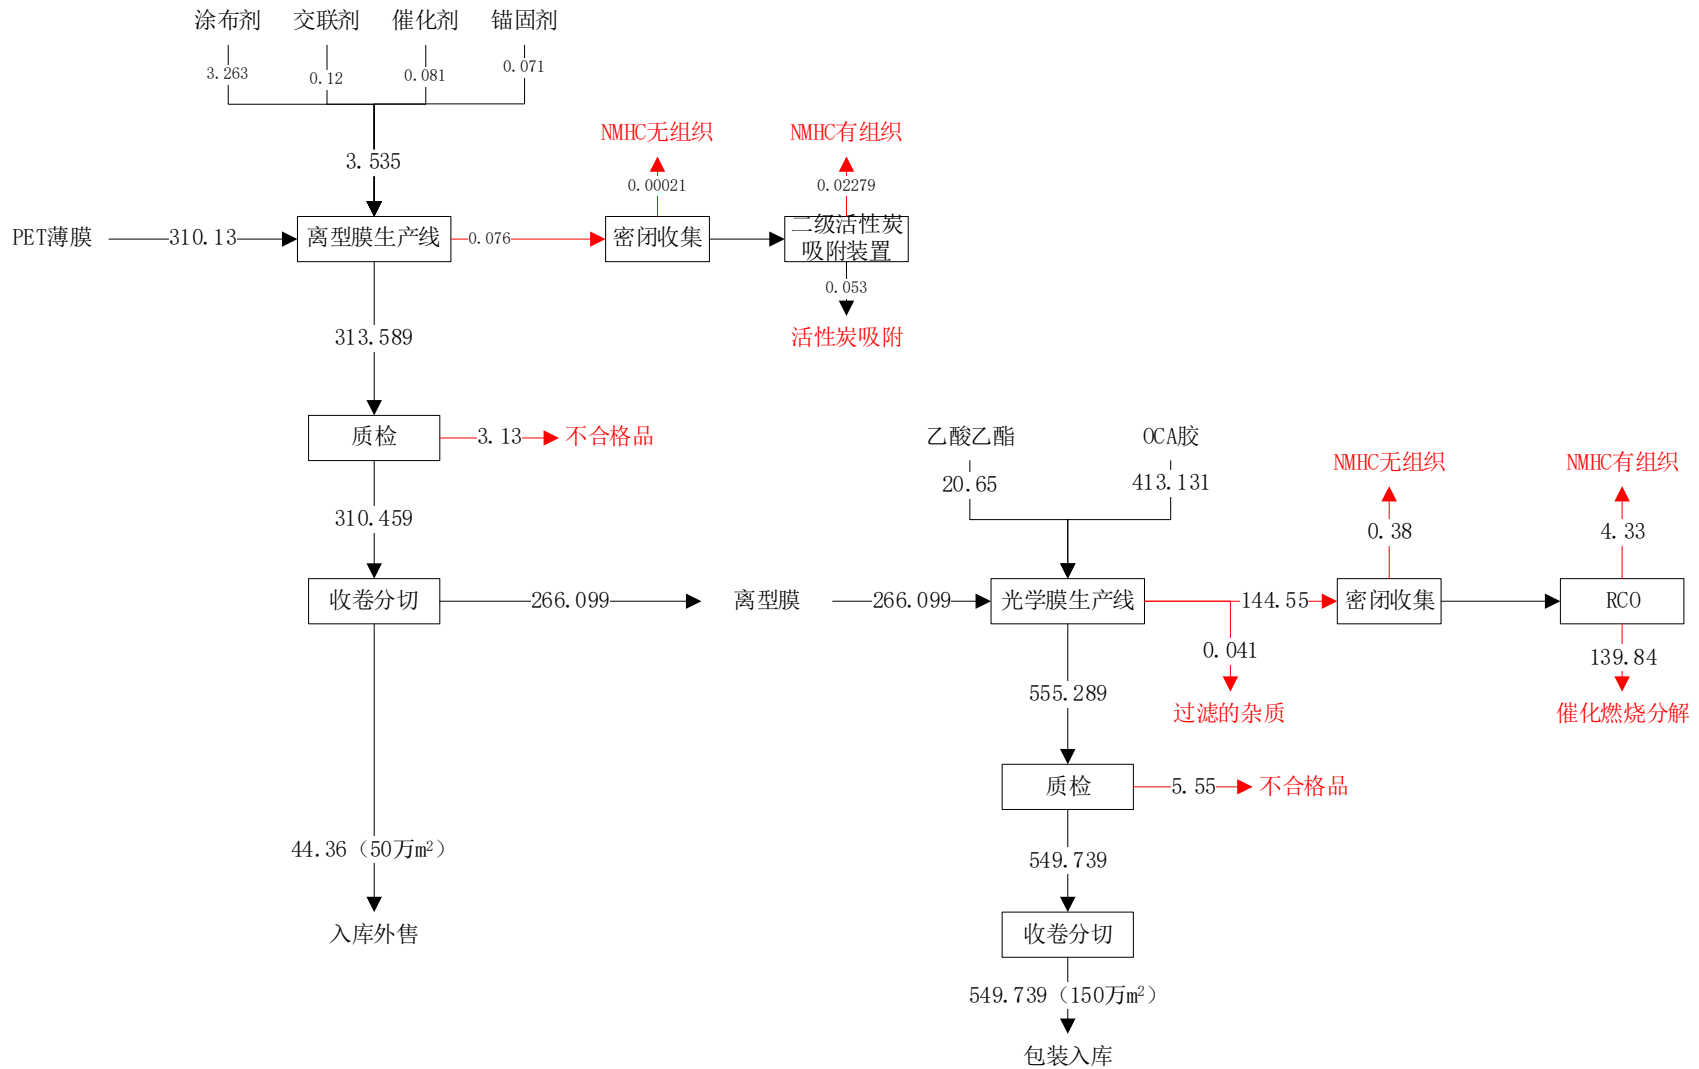 涂布剂 交联剂 催化剂 锚固剂
3.263 0.12 0.081 0.071
NMHC无组织 NMHC有组织
3.535
0.00021 0.02279
PET薄膜 310.13 离型膜生产线 0.076 密闭收集 二级活性炭
吸附装置
0.053
313.589 活性炭吸附
质检 3.13 不合格品
乙酸乙酯 OCA胶
NMHC无组织 NMHC有组织
20.65 413.131
310.459
0.38 4.33
收卷分切 266.099 离型膜 266.099 光学膜生产线 144.55 密闭收集 RCO
0.041 139.84
555.289
过滤的杂质 催化燃烧分解
质检 5.55 不合格品
44.36（50万m²） 549.739
入库外售 收卷分切
549.739（150万m²）
包装入库